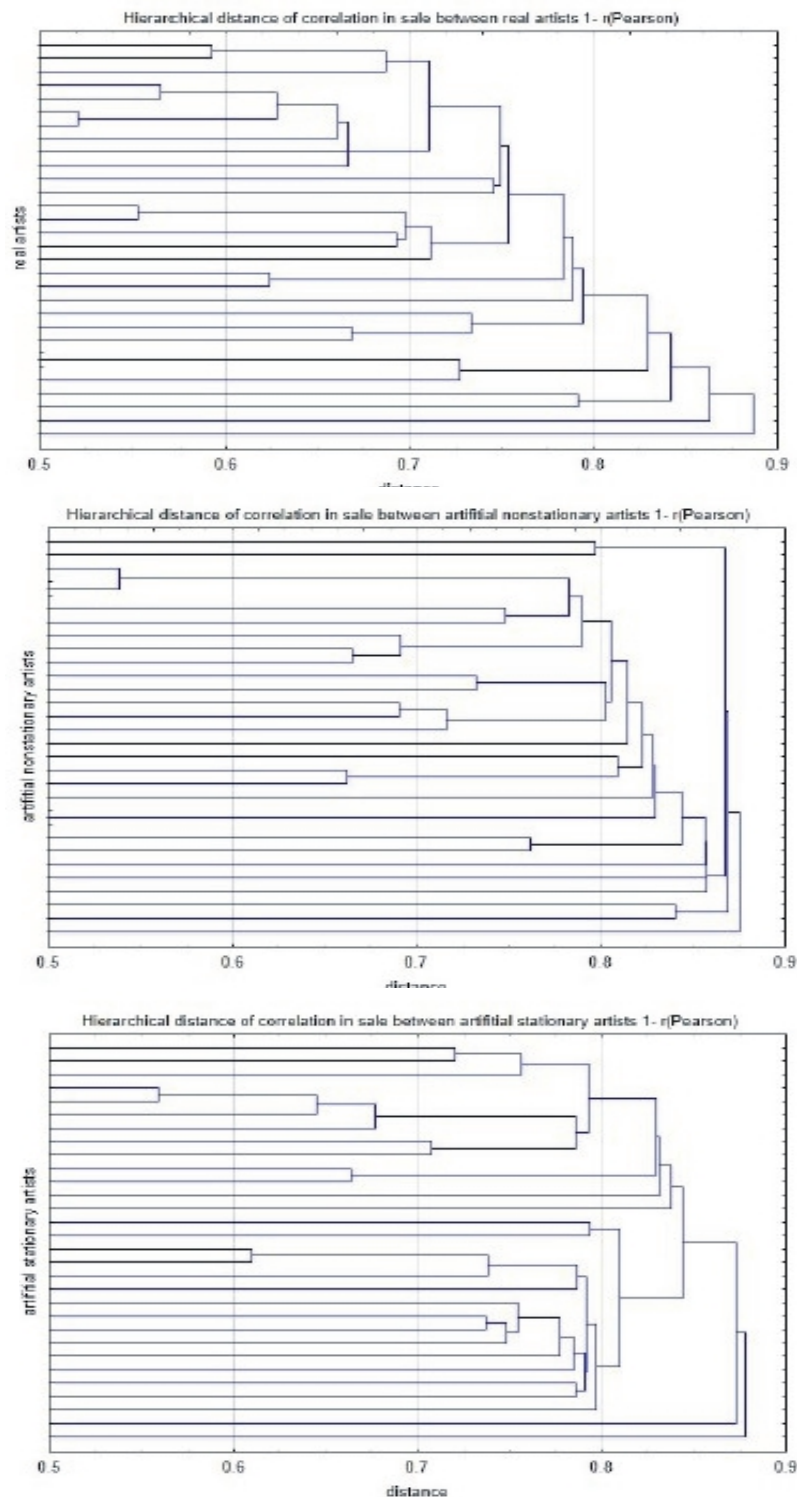 Hierarchical distance of correlation in sale between real artists 1- r(Pearson)
real artists
0.5 0.6 0.7 0.8 0.9
distance
Hierarchical distance of correlation in sale between artifitial nonstationary artists 1- r(Pearson)
artifitial nonstationary artists
0.5 0.6 0.7 0.8 0.9
distance
Hierarchical distance of correlation in sale between artifitial stationary artists 1- r(Pearson)
artifitial stationary artists
0.5 0.6 0.7 0.8 0.9
distance